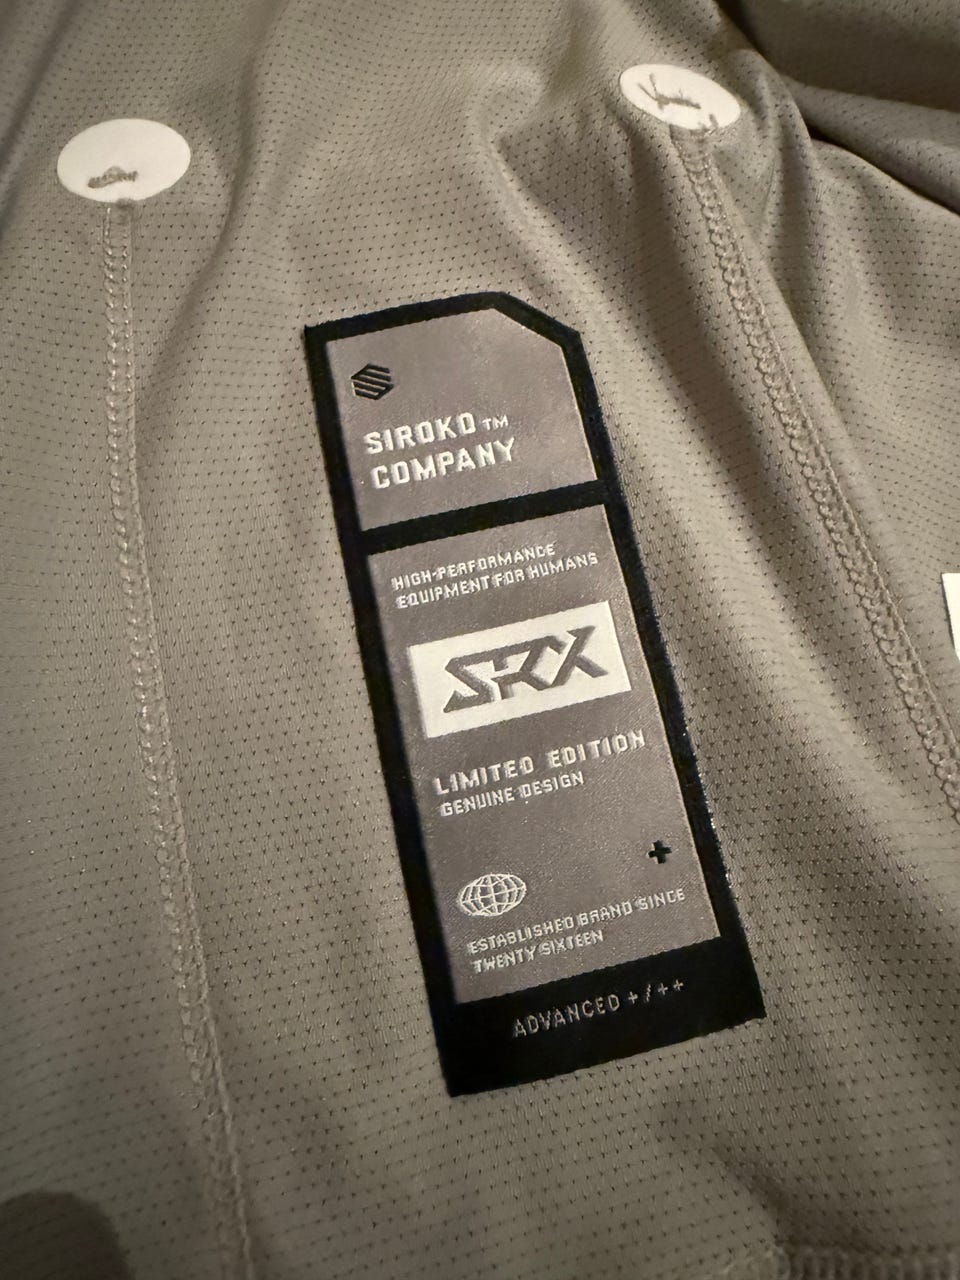 SIROKO TM
COMPANY
HIGH-PERFORMANCE
EQUIPMENT FOR HUMANS
SRX
LIMITED EDITION
GENUINE DESIGN
ESTABLISHED BRAND SINCE
TWENTY SIXTEEN
ADVANCED +/++